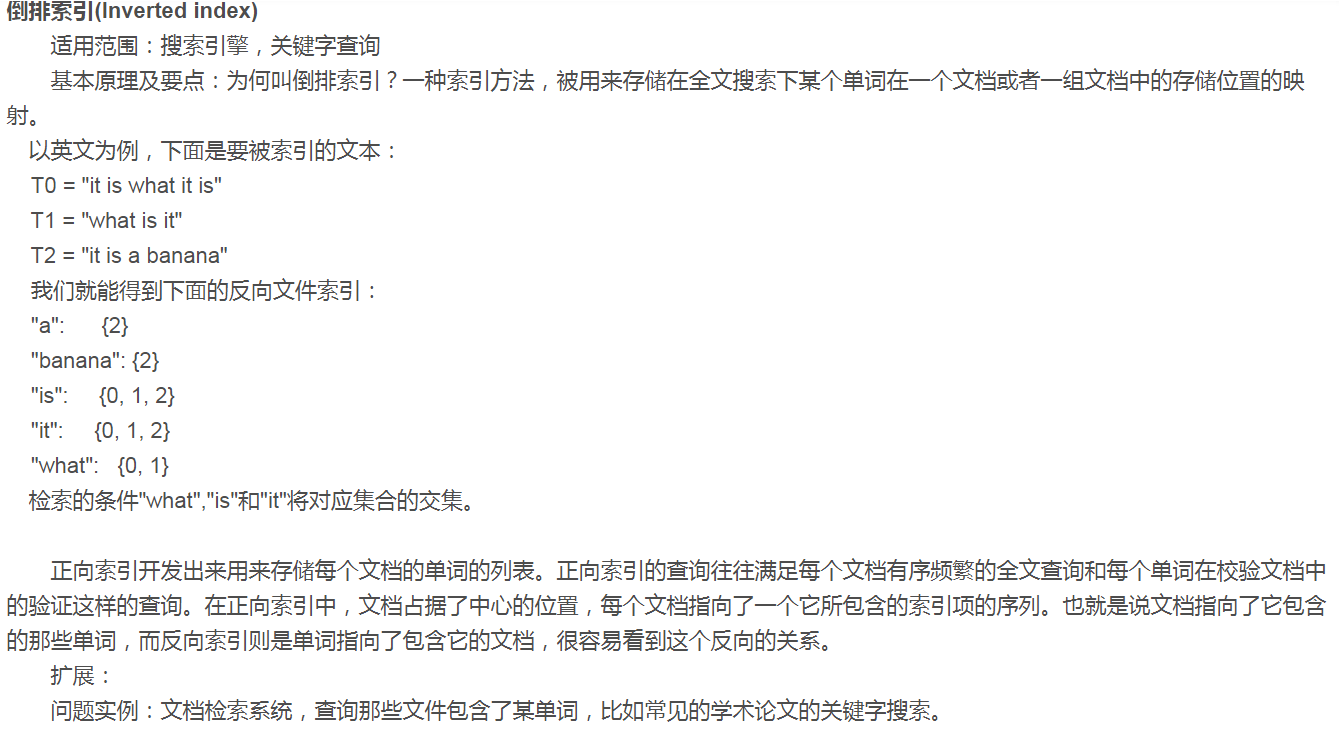 倒排索引(Inverted index)
适用范围：搜索引擎，关键字查询
基本原理及要点：为何叫倒排索引？一种索引方法，被用来存储在全文搜索下某个单词在一个文档或者一组文档中的存储位置的映
射。
以英文为例，下面是要被索引的文本：
T0 = "it is what it is"
T1 = "what is it"
T2 = "it is a banana"
我们就能得到下面的反向文件索引：
"a": {2}
"banana": {2}
"is": {0, 1, 2}
"it": {0, 1, 2}
"what": {0, 1}
检索的条件"what","is"和"it"将对应集合的交集。
正向索引开发出来用来存储每个文档的单词的列表。正向索引的查询往往满足每个文档有序频繁的全文查询和每个单词在校验文档中
的验证这样的查询。在正向索引中，文档占据了中心的位置，每个文档指向了一个它所包含的索引项的序列。也就是说文档指向了它包含
的那些单词，而反向索引则是单词指向了包含它的文档，很容易看到这个反向的关系。
扩展：
问题实例：文档检索系统，查询那些文件包含了某单词，比如常见的学术论文的关键字搜索。